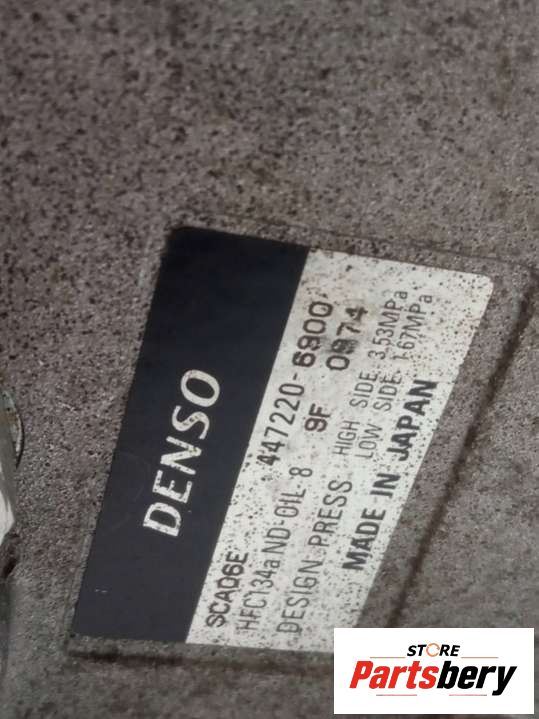 DENSO
SCA06E 447220-6900
HFC134a ND-OIL 8 9F 0974
DESIGN PRESS. HIGH SIDE 3.53MPa
LOW SIDE 1.67MPa
MADE IN JAPAN
STORE
Partsbery